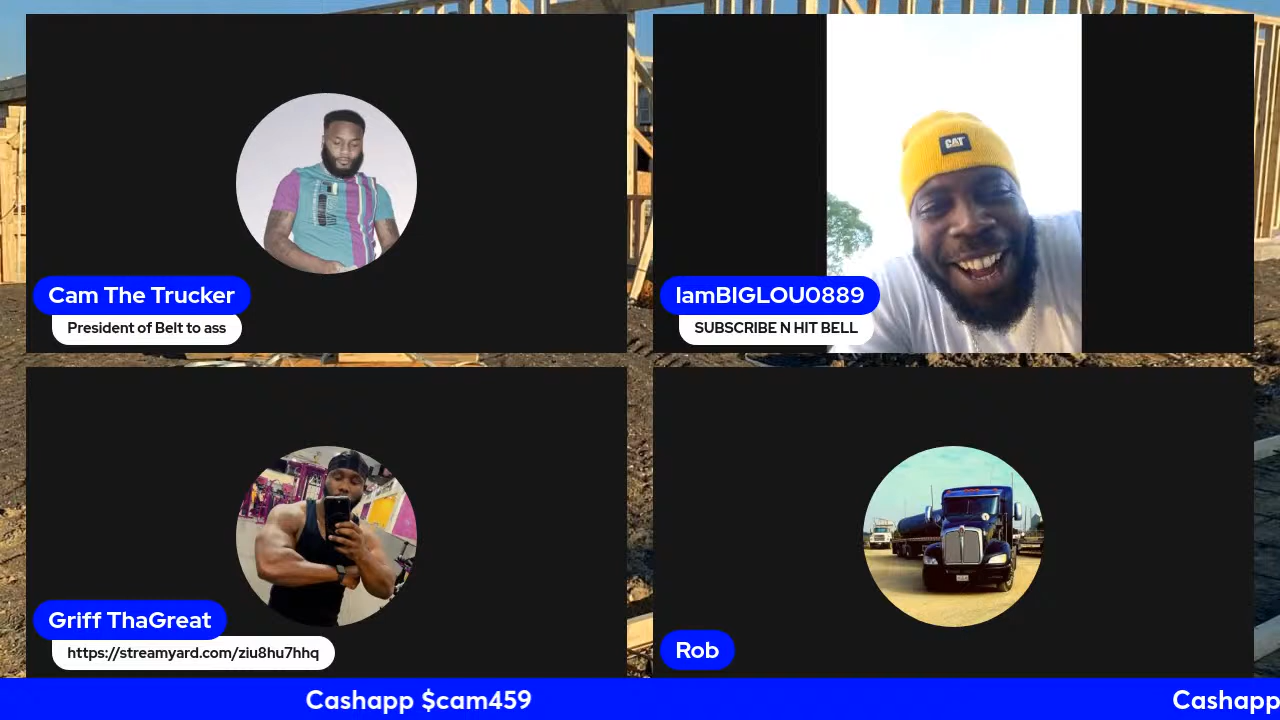 Cam The Trucker
President of Belt to ass
CAT
IamBIGLOU0889
SUBSCRIBE N HIT BELL
Griff ThaGreat
https://streamyard.com/ziu8hu7hhq
Rob
Cashapp $cam459
Cashapp